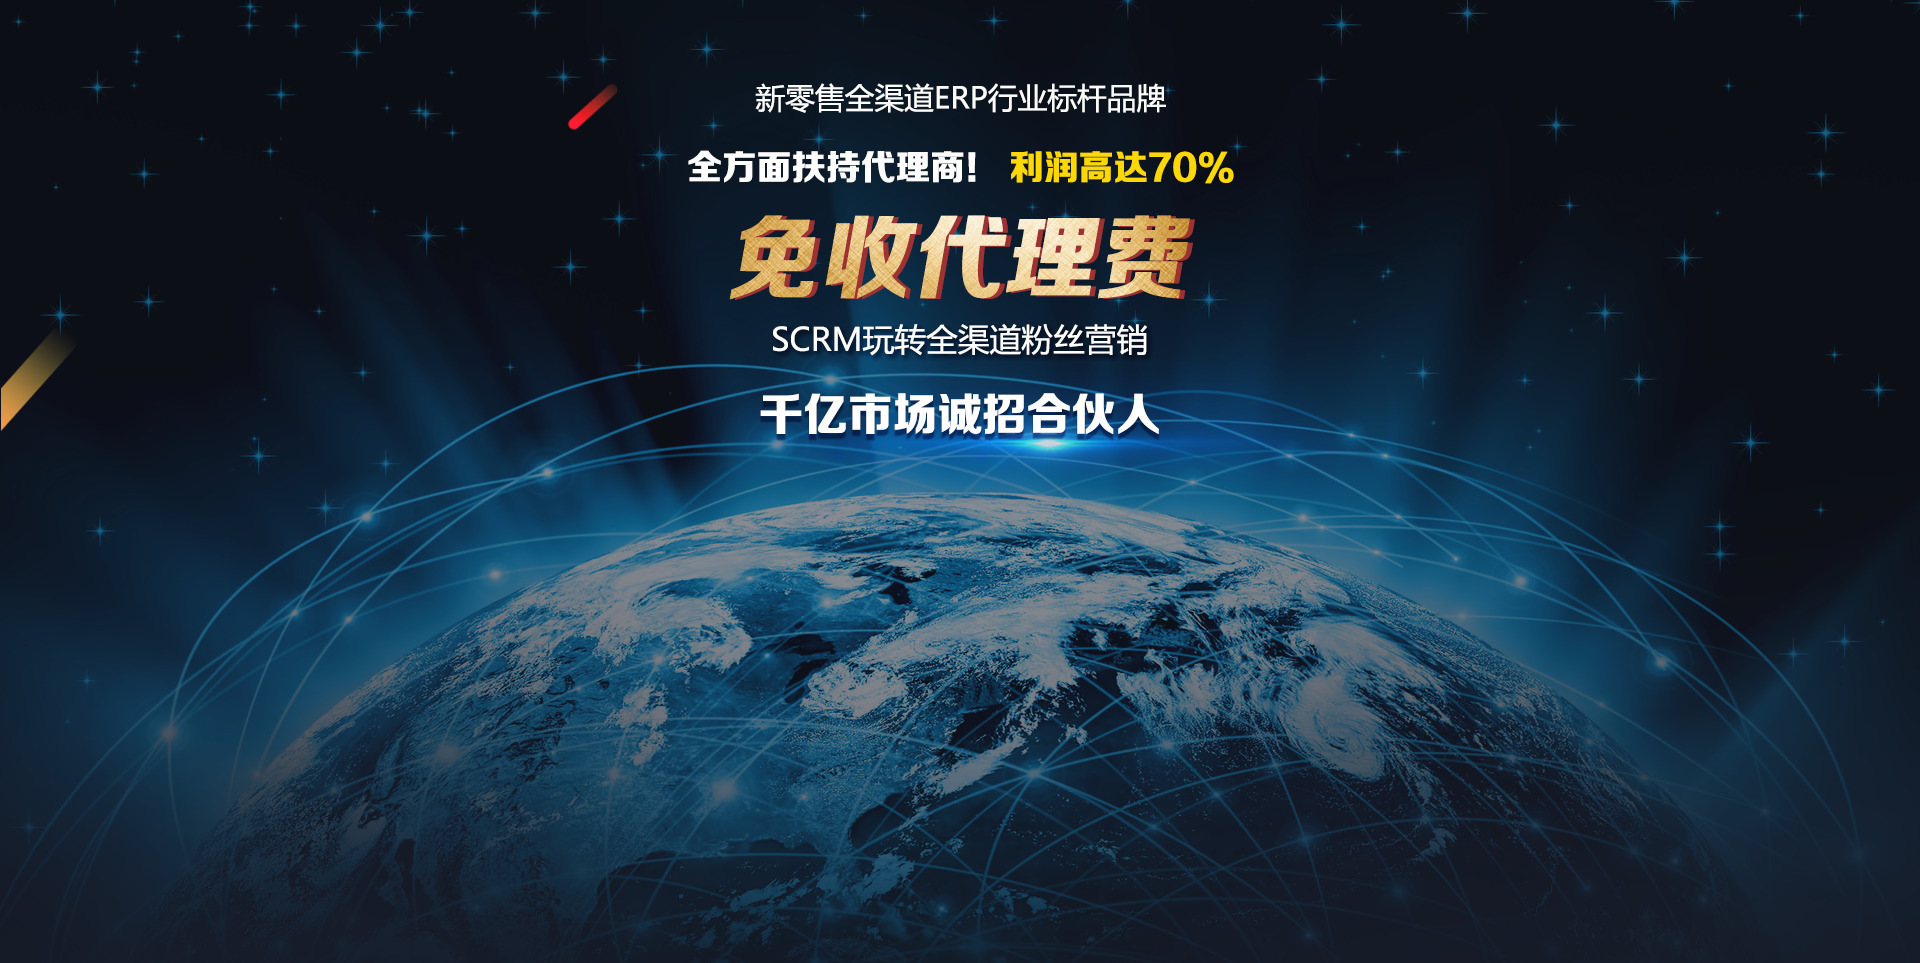 新零售全渠道ERP行业标杆品牌
全方面扶持代理商! 利润高达70%
免收代理费
SCRM玩转全渠道粉丝营销
千亿市场诚招合伙人